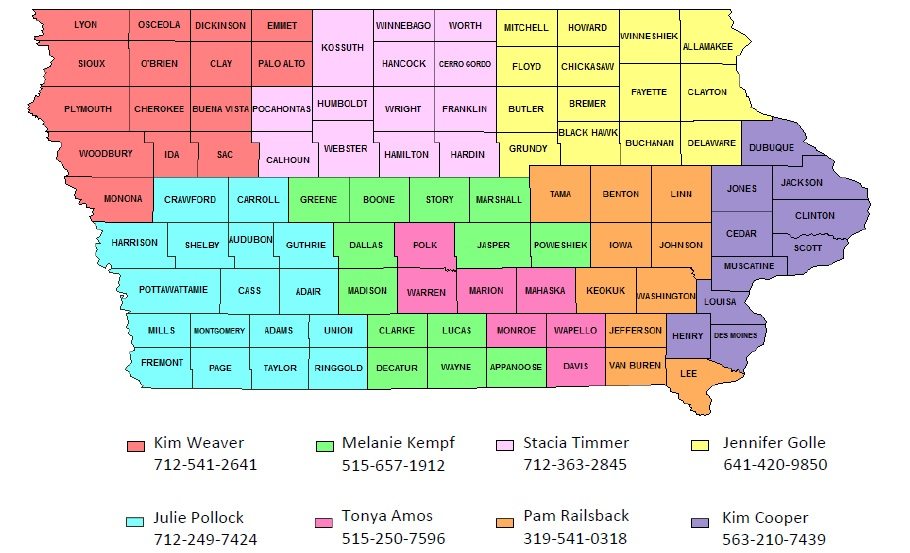 LYON OSCEOLA DICKINSON EMMET WINNEBAGO WORTH MITCHELL HOWARD
KOSSUTH WINNESHIEK ALLAMAKEE
SIOUX O'BRIEN CLAY PALO ALTO HANCOCK CERRO GORDO FLOYD CHICKASAW
FAYETTE CLAYTON
PLYMOUTH CHEROKEE BUENA VISTA POCAHONTAS HUMBOLDT WRIGHT FRANKLIN BUTLER BREMER
BLACK HAWK
WOODBURY IDA SAC CALHOUN WEBSTER HAMILTON HARDIN GRUNDY BUCHANAN DELAWARE DUBUQUE
MONONA CRAWFORD CARROLL GREENE BOONE STORY MARSHALL TAMA BENTON LINN JONES JACKSON
CLINTON
HARRISON SHELBY AUDUBON GUTHRIE DALLAS POLK JASPER POWESHIEK IOWA JOHNSON CEDAR SCOTT
MUSCATINE
POTTAWATTAMIE CASS ADAIR MADISON WARREN MARION MAHASKA KEOKUK WASHINGTON LOUISA
MILLS MONTGOMERY ADAMS UNION CLARKE LUCAS MONROE WAPELLO JEFFERSON HENRY DES MOINES
FREMONT PAGE TAYLOR RINGGOLD DECATUR WAYNE APPANOOSE DAVIS VAN BUREN LEE
Kim Weaver Melanie Kempf Stacia Timmer Jennifer Golle
712-541-2641 515-657-1912 712-363-2845 641-420-9850
Julie Pollock Tonya Amos Pam Railsback Kim Cooper
712-249-7424 515-250-7596 319-541-0318 563-210-7439